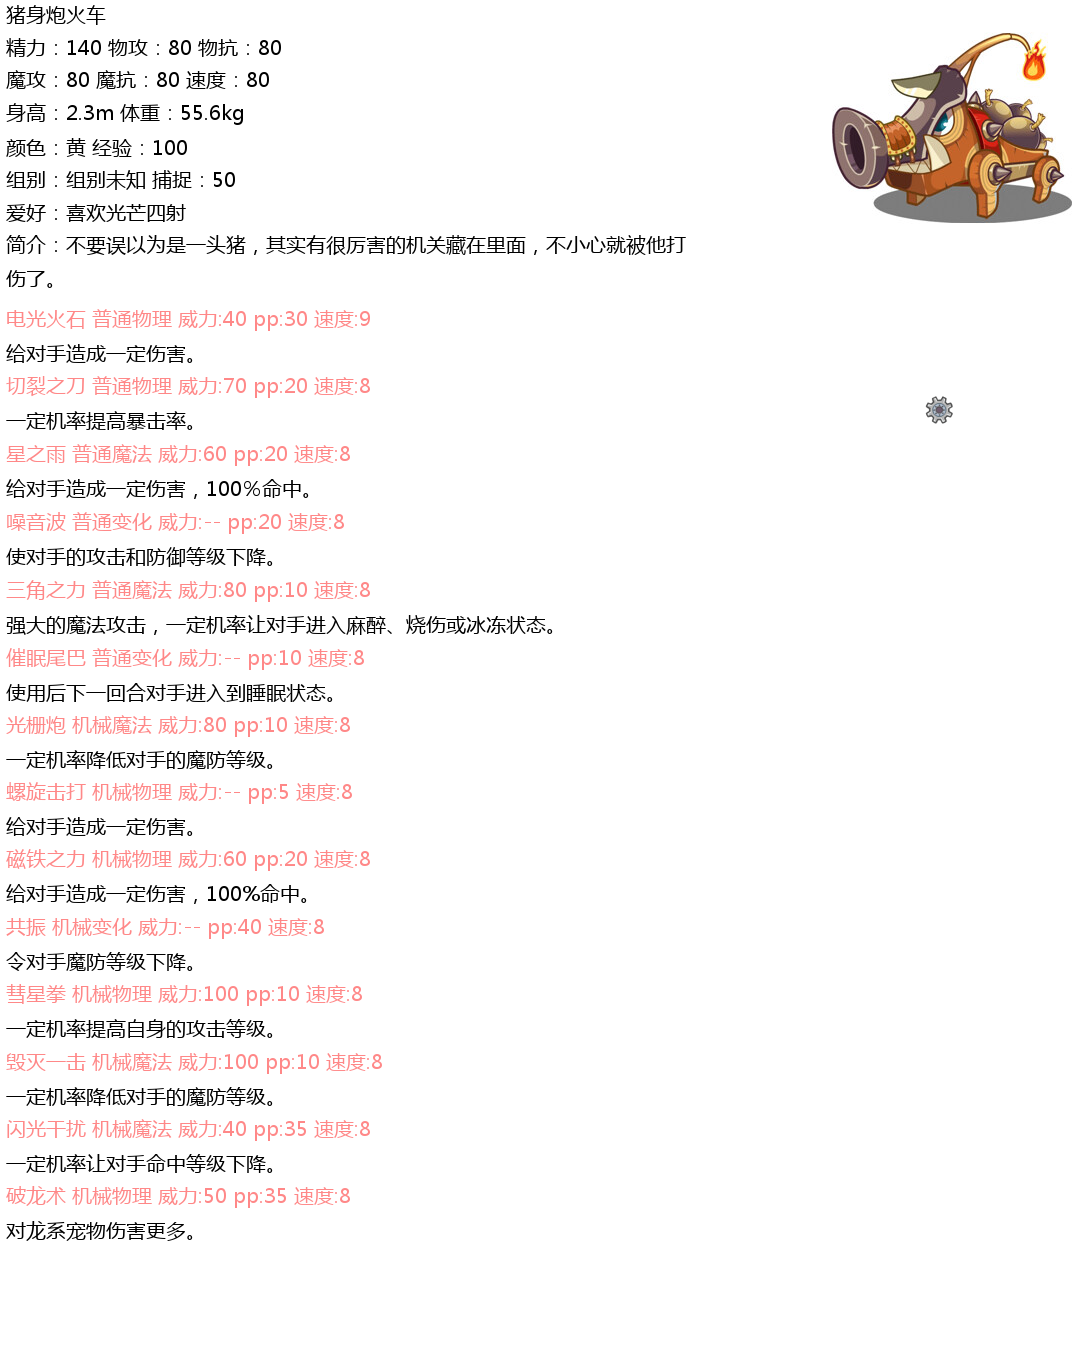 猪身炮火车
精力：140 物攻：80 物抗：80
魔攻：80 魔抗：80 速度：80
身高：2.3m 体重：55.6kg
颜色：黄 经验：100
组别：组别未知 捕捉：50
爱好：喜欢光芒四射
简介：不要误以为是一头猪，其实有很厉害的机关藏在里面，不小心就被他打
伤了。
电光火石 普通物理 威力:40 pp:30 速度:9
给对手造成一定伤害。
切裂之刀 普通物理 威力:70 pp:20 速度:8
一定机率提高暴击率。
星之雨 普通魔法 威力:60 pp:20 速度:8
给对手造成一定伤害，100%命中。
噪音波 普通变化 威力:-- pp:20 速度:8
使对手的攻击和防御等级下降。
三角之力 普通魔法 威力:80 pp:10 速度:8
强大的魔法攻击，一定机率让对手进入麻醉、烧伤或冰冻状态。
催眠尾巴 普通变化 威力:-- pp:10 速度:8
使用后下一回合对手进入到睡眠状态。
光栅炮 机械魔法 威力:80 pp:10 速度:8
一定机率降低对手的魔防等级。
螺旋击打 机械物理 威力:-- pp:5 速度:8
给对手造成一定伤害。
磁铁之力 机械物理 威力:60 pp:20 速度:8
给对手造成一定伤害，100%命中。
共振 机械变化 威力:-- pp:40 速度:8
令对手魔防等级下降。
彗星拳 机械物理 威力:100 pp:10 速度:8
一定机率提高自身的攻击等级。
毁灭一击 机械魔法 威力:100 pp:10 速度:8
一定机率降低对手的魔防等级。
闪光干扰 机械魔法 威力:40 pp:35 速度:8
一定机率让对手命中等级下降。
破龙术 机械物理 威力:50 pp:35 速度:8
对龙系宠物伤害更多。